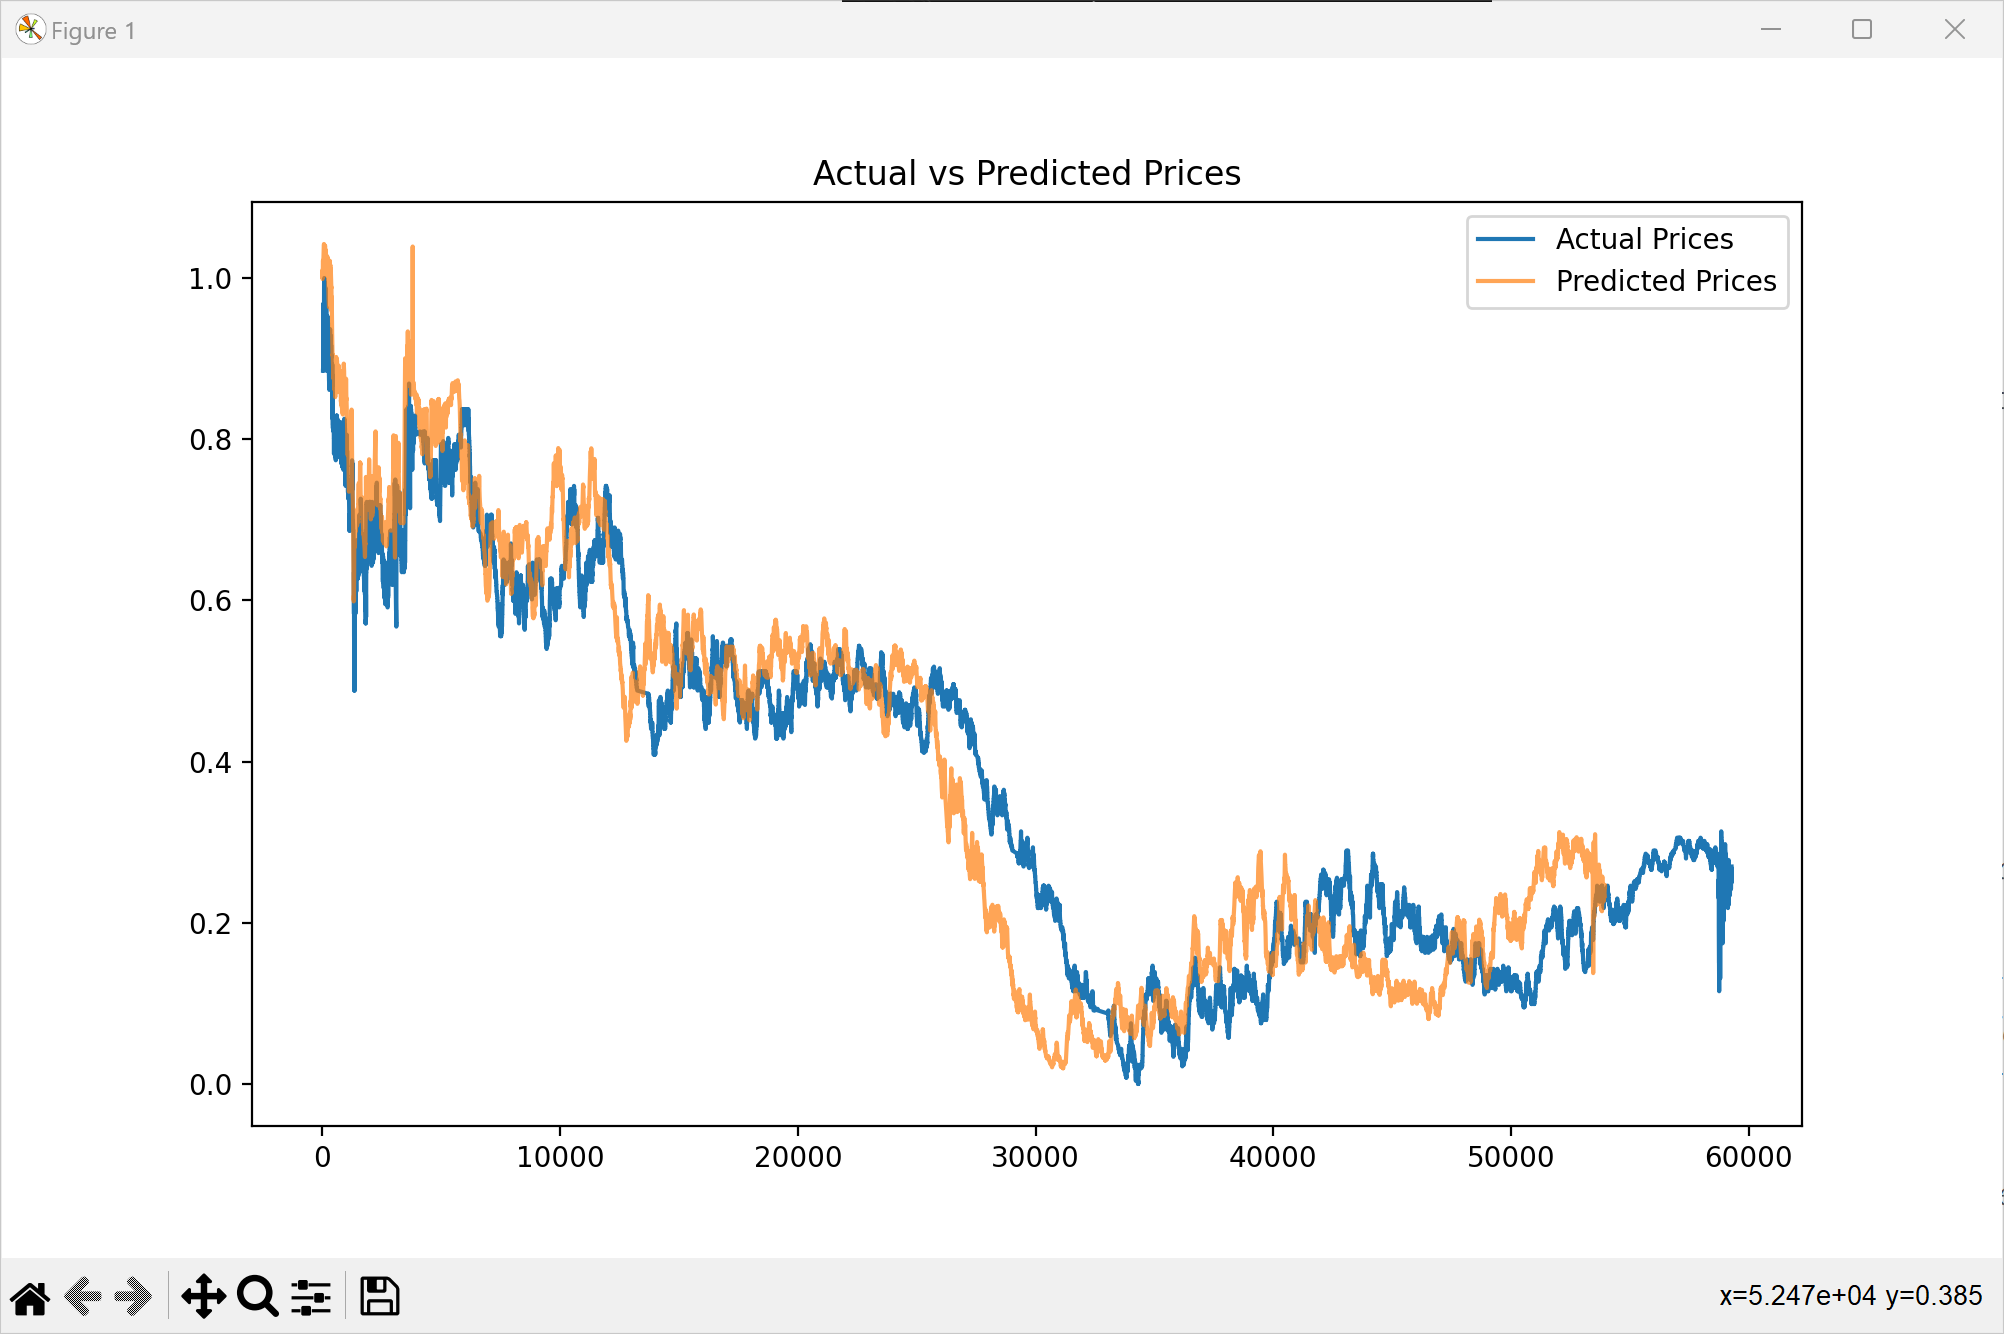 Figure 1
Actual vs Predicted Prices
Actual Prices
Predicted Prices
1.0
0.8
0.6
0.4
0.2
0.0
0 10000 20000 30000 40000 50000 60000
x=5.247e+04 y=0.385